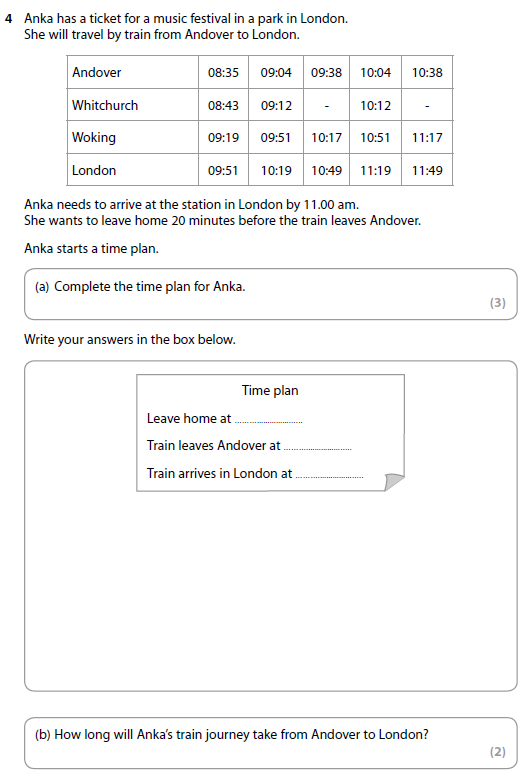 4 Anka has a ticket for a music festival in a park in London.
She will travel by train from Andover to London.
Andover 08:35 09:04 09:38 10:04 10:38
Whitchurch 08:43 09:12 - 10:12 -
Woking 09:19 09:51 10:17 10:51 11:17
London 09:51 10:19 10:49 11:19 11:49
Anka needs to arrive at the station in London by 11.00 am.
She wants to leave home 20 minutes before the train leaves Andover.
Anka starts a time plan.
(a) Complete the time plan for Anka.
(3)
Write your answers in the box below.
Time plan
Leave home at ..............................
Train leaves Andover at ..............................
Train arrives in London at ..............................
(b) How long will Anka's train journey take from Andover to London?
(2)